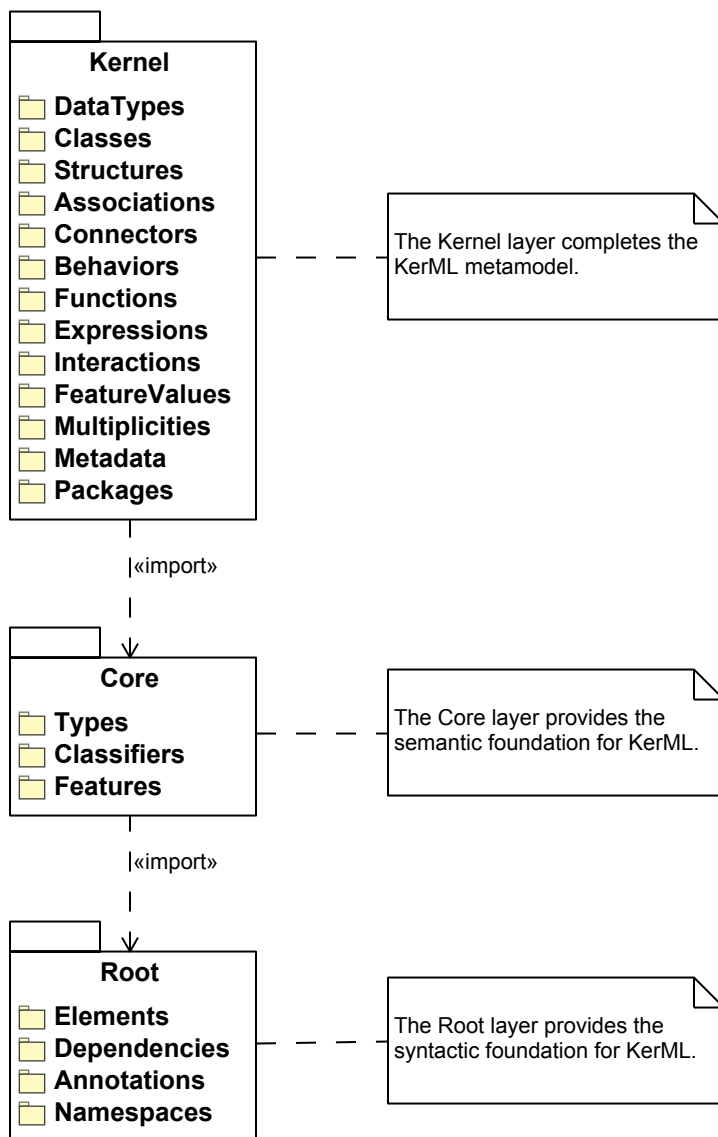 Kernel
DataTypes
Classes
Structures
Associations
Connectors
Behaviors
Functions
Expressions
Interactions
FeatureValues
Multiplicities
Metadata
Packages
The Kernel layer completes the
KerML metamodel.
«import»
Core
Types
Classifiers
Features
The Core layer provides the
semantic foundation for KerML.
«import»
Root
Elements
Dependencies
Annotations
Namespaces
The Root layer provides the
syntactic foundation for KerML.